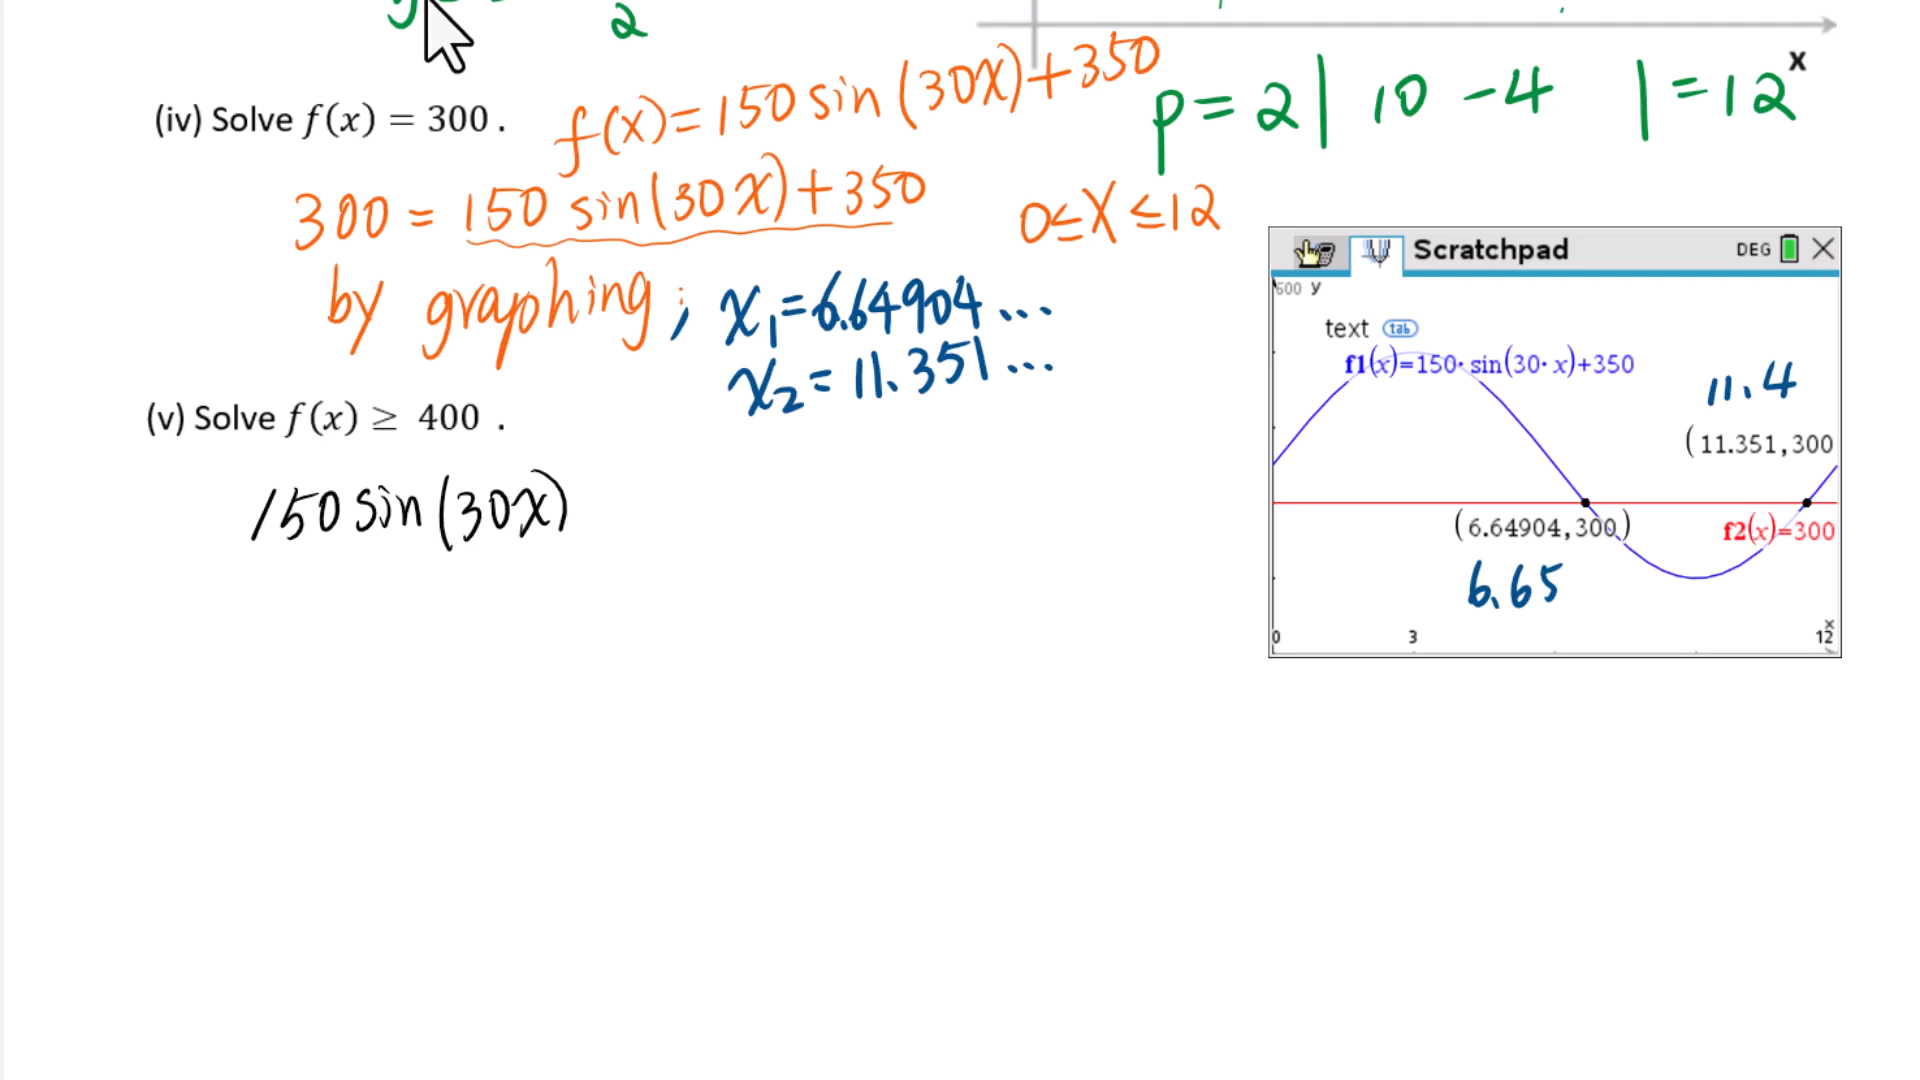 2
x
(iv) Solve f(x) = 300 .
f(x)=150 sin(30x)+350
p=2| 10 -4 |=12
300 = 150 sin(30x)+350
0≤x≤12
by graphing; x₁=6.64904...
x₂=11.351...
(v) Solve f(x) ≥ 400 .
150 sin(30x)
Scratchpad
DEG
600 y
text tab
f1(x)=150·sin(30·x)+350
11.4
(11.351,300
(6.64904,300)
f2(x)=300
6.65
0
3
12
x